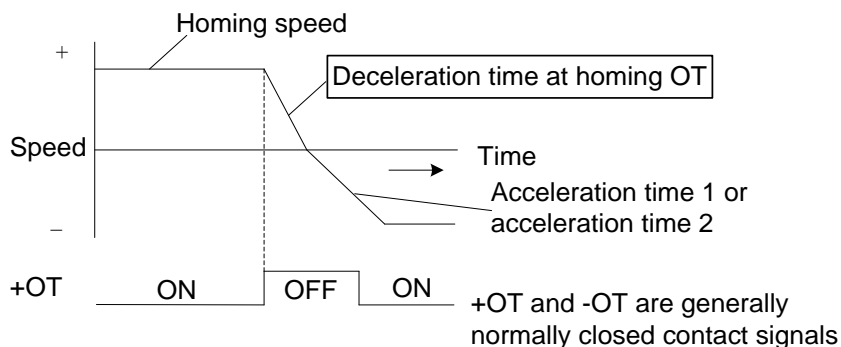 Homing speed
+
Deceleration time at homing OT
Speed
Time
Acceleration time 1 or
acceleration time 2
−
+OT
ON
OFF
ON
+OT and -OT are generally
normally closed contact signals